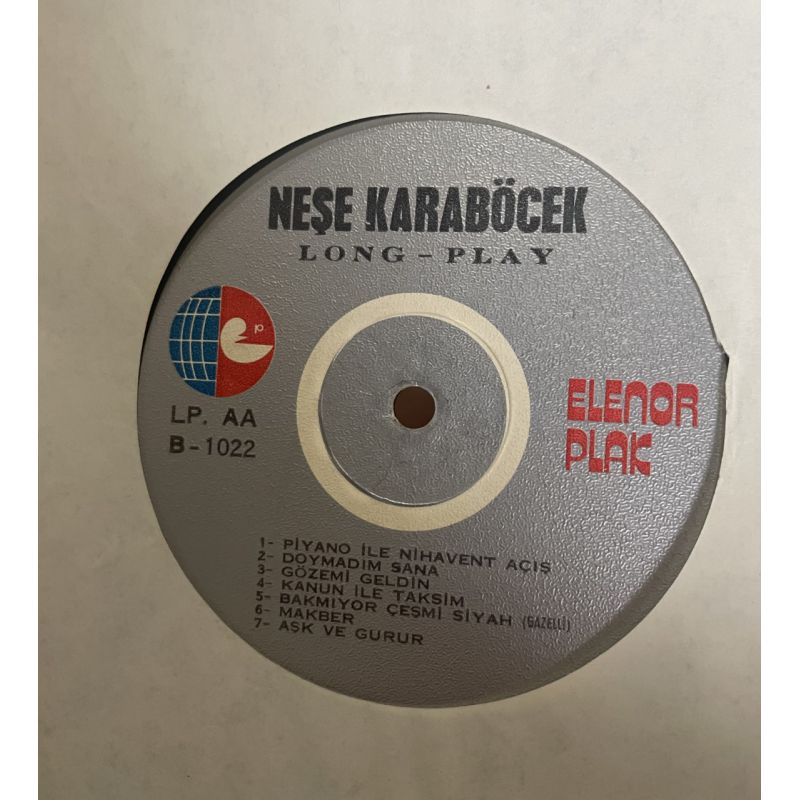 NEŞE KARABÖCEK
LONG - PLAY
LP. AA
B - 1022
ELENOR
PLAK
1- PİYANO İLE NİHAVENT AÇIŞ
2- DOYMADIM SANA
3- GÖZEMİ GELDİN
4- KANUN İLE TAKSİM
5- BAKMIYOR ÇEŞMİ SİYAH (GAZELLİ)
6- MAKBER
7- AŞK VE GURUR